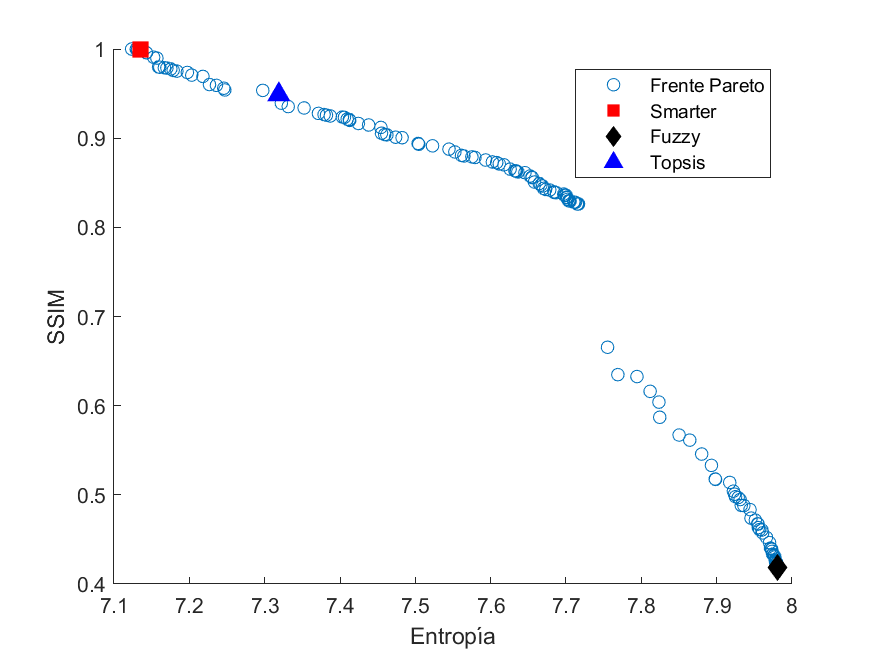 1
0.9
0.8
0.7
0.6
0.5
0.4
SSIM
7.1 7.2 7.3 7.4 7.5 7.6 7.7 7.8 7.9 8
Entropía
Frente Pareto
Smarter
Fuzzy
Topsis